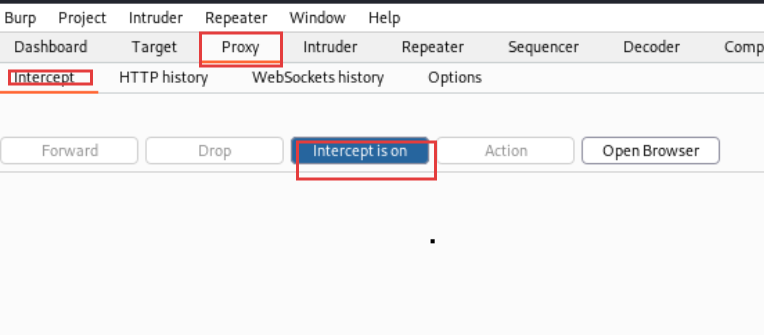 Burp Project Intruder Repeater Window Help
Dashboard Target Proxy Intruder Repeater Sequencer Decoder Comp
Intercept HTTP history WebSockets history Options
Forward Drop Intercept is on Action Open Browser